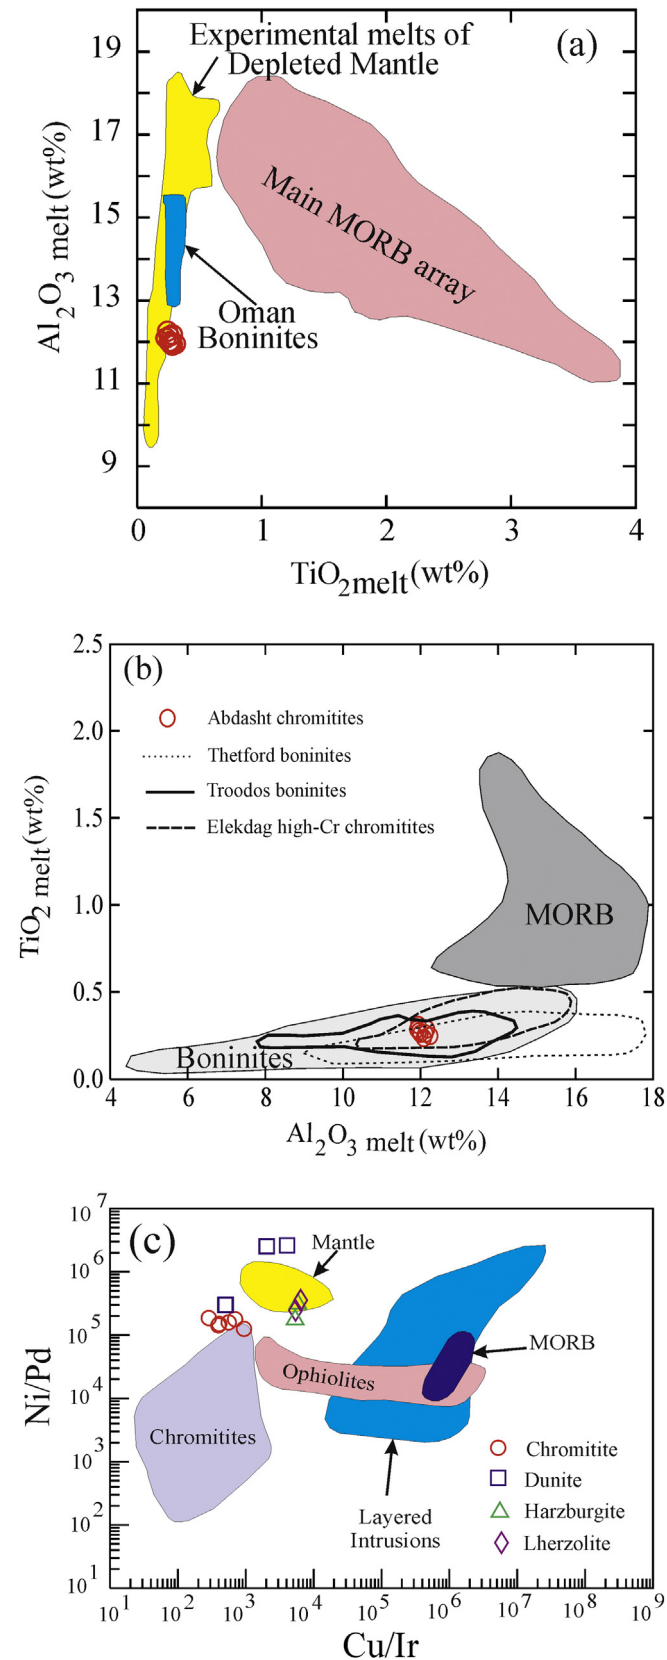 Experimental melts of
Depleted Mantle
(a)
19
17
15
13
11
9
Al2O3 melt (wt%)
Main MORB array
Oman
Boninites
0 1 2 3 4
TiO2melt (wt%)
(b)
2.5
2.0
1.5
1.0
0.5
0.0
TiO2 melt (wt%)
Abdasht chromitites
Thetford boninites
Troodos boninites
Elekdag high-Cr chromitites
MORB
Boninites
4 6 8 10 12 14 16 18
Al2O3 melt (wt%)
(c)
10^7
10^6
10^5
10^4
10^3
10^2
10^1
Ni/Pd
Mantle
MORB
Ophiolites
Chromitites
Layered
Intrusions
Chromitite
Dunite
Harzburgite
Lherzolite
10^1 10^2 10^3 10^4 10^5 10^6 10^7 10^8 10^9
Cu/Ir